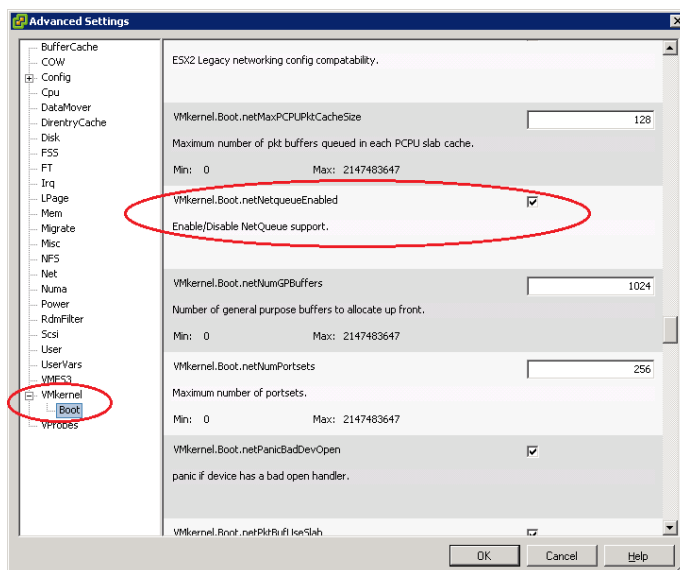 Advanced Settings
BufferCache
COW
Config
Cpu
DataMover
DirentryCache
Disk
FSS
FT
Irq
LPage
Mem
Migrate
Misc
NFS
Net
Numa
Power
RdmFilter
Scsi
User
UserVars
VMFS3
VMkernel
Boot
VProbes
ESX2 Legacy networking config compatability.
VMkernel.Boot.netMaxPCPUPktCacheSize 128
Maximum number of pkt buffers queued in each PCPU slab cache.
Min: 0 Max: 2147483647
VMkernel.Boot.netNetqueueEnabled
Enable/Disable NetQueue support.
VMkernel.Boot.netNumGPBuffers 1024
Number of general purpose buffers to allocate up front.
Min: 0 Max: 2147483647
VMkernel.Boot.netNumPortsets 256
Maximum number of portsets.
Min: 0 Max: 2147483647
VMkernel.Boot.netPanicBadDevOpen
panic if device has a bad open handler.
VMkernel.Boot.netPktBufUseSlab
OK Cancel Help